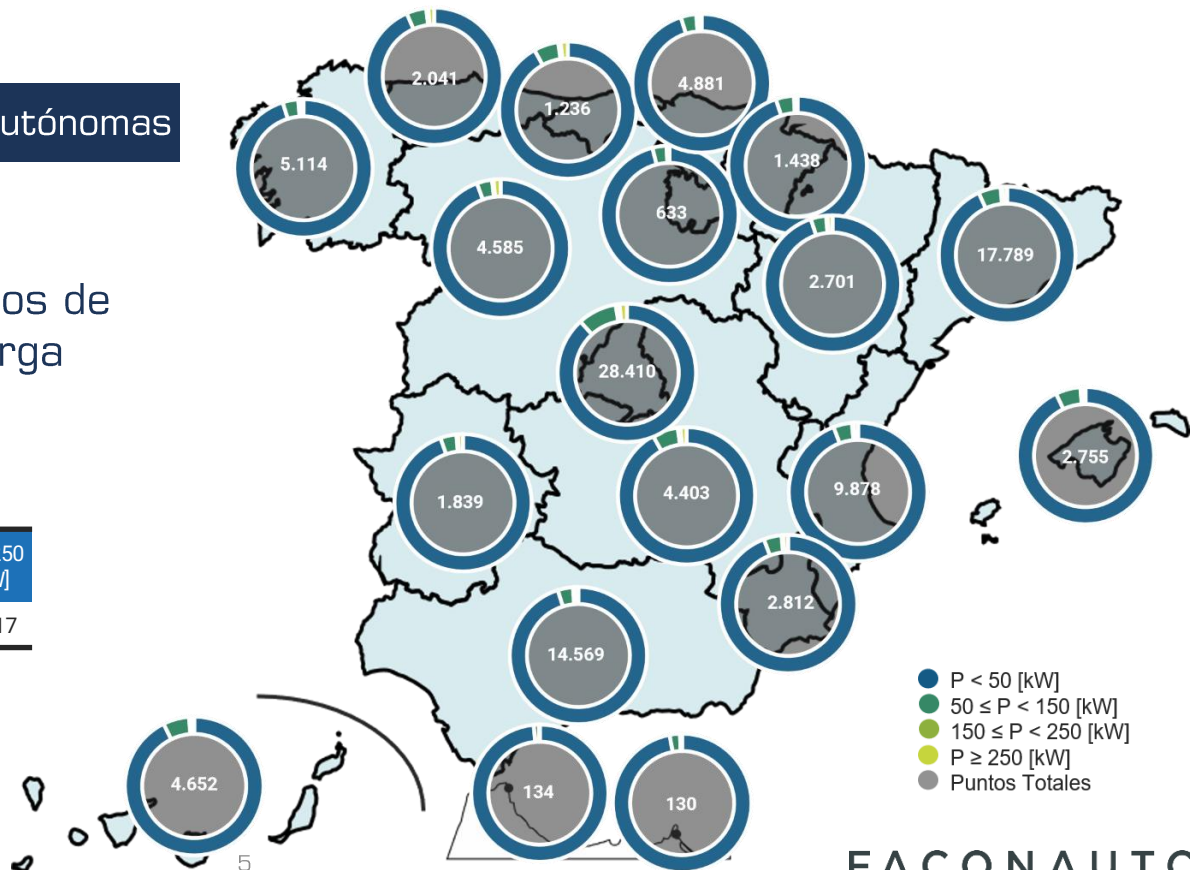 utónomas
os de
rga
50
17
2.041
1.236
4.881
5.114
1.438
633
4.585
17.789
2.701
28.410
2.755
1.839
4.403
9.878
2.812
14.569
P < 50 [kW]
50 ≤ P < 150 [kW]
150 ≤ P < 250 [kW]
P ≥ 250 [kW]
Puntos Totales
4.652
134
130
5
FACONAUTO